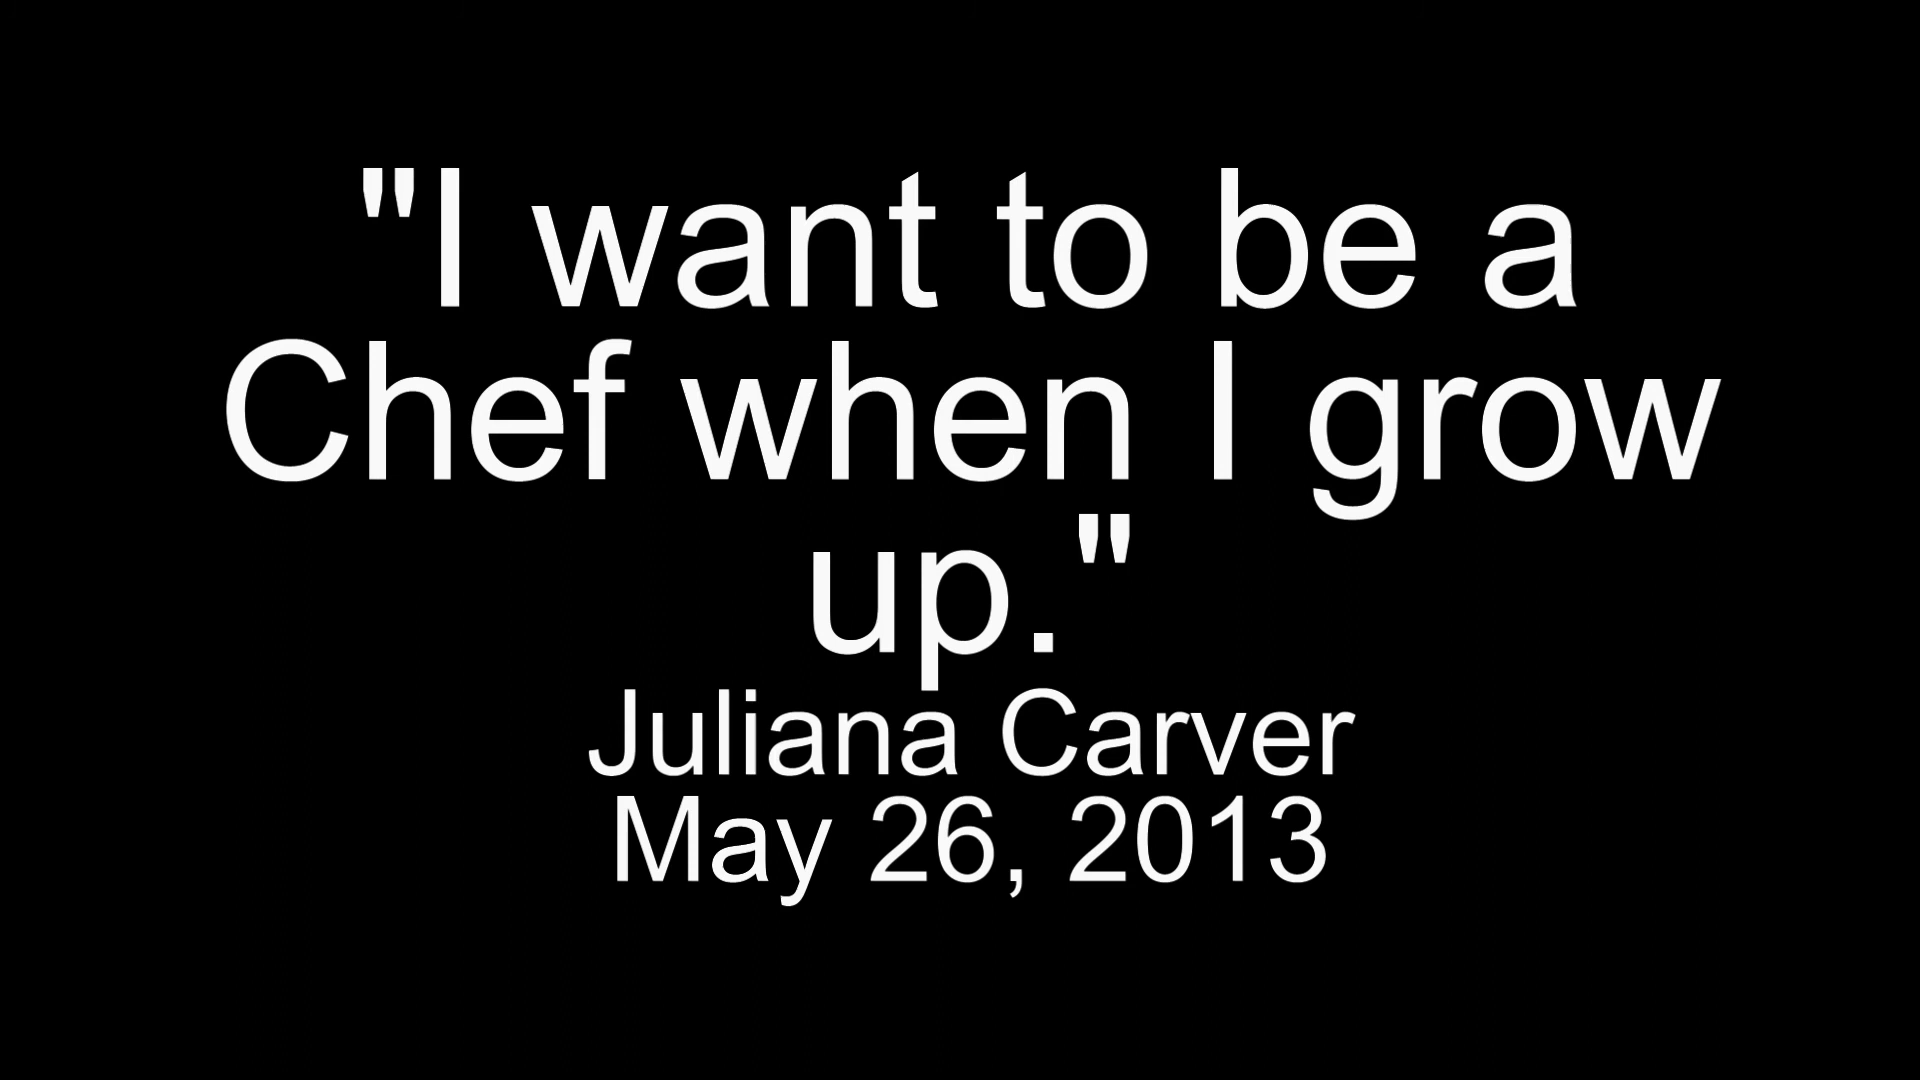 "I want to be a
Chef when I grow
up."
Juliana Carver
May 26, 2013